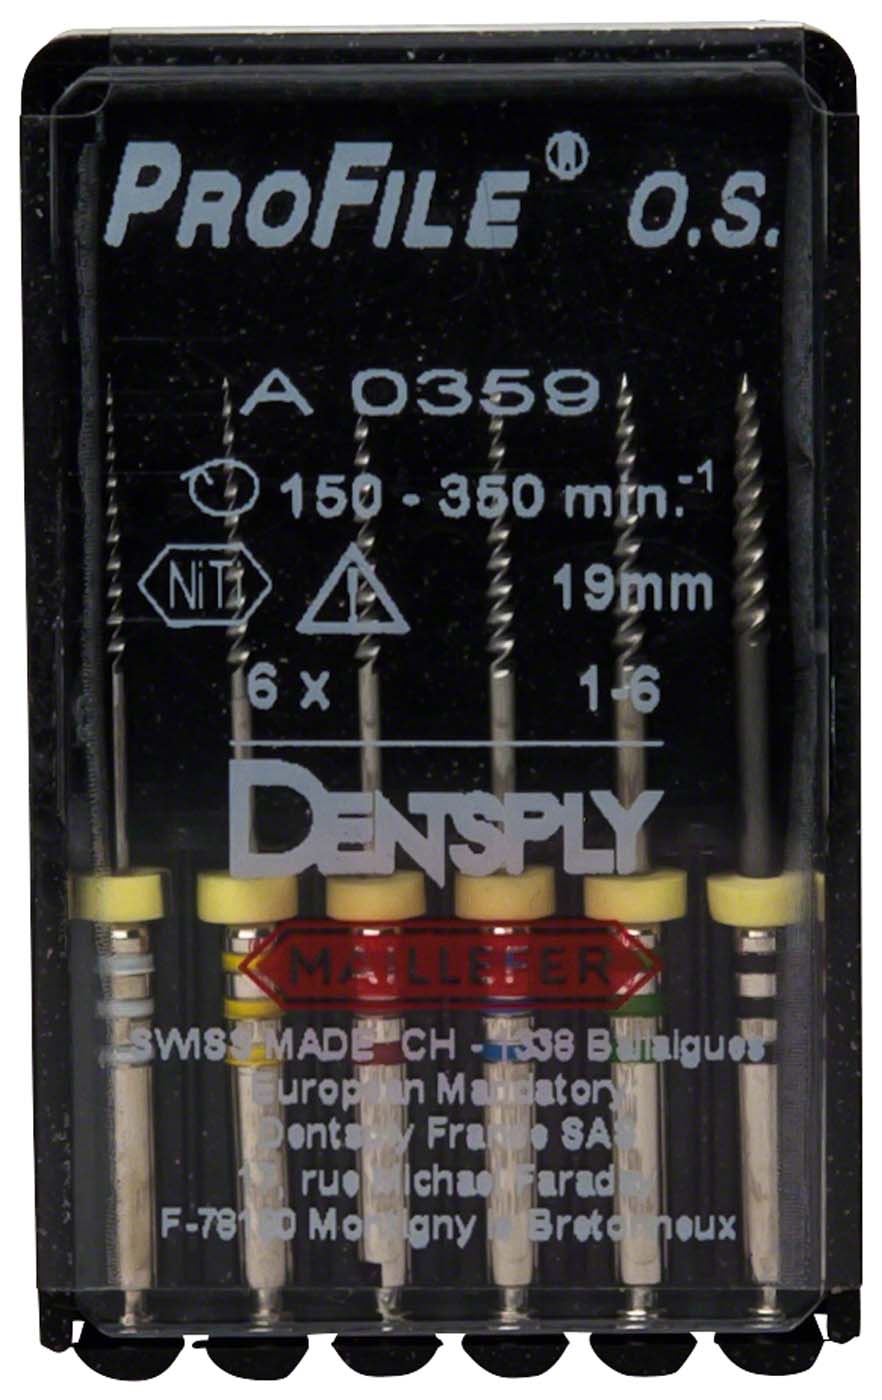 PROFILE® O.S.
A 0359
150 - 350 min.-1
NiTi
19mm
6 x 1-6
DENTSPLY
MAILLEFER
SWISS MADE CH - 1338 Ballaigues
European Mandatory
Dentsply France SAS
rue Michael Faraday
F-78180 Montigny le Bretonneux